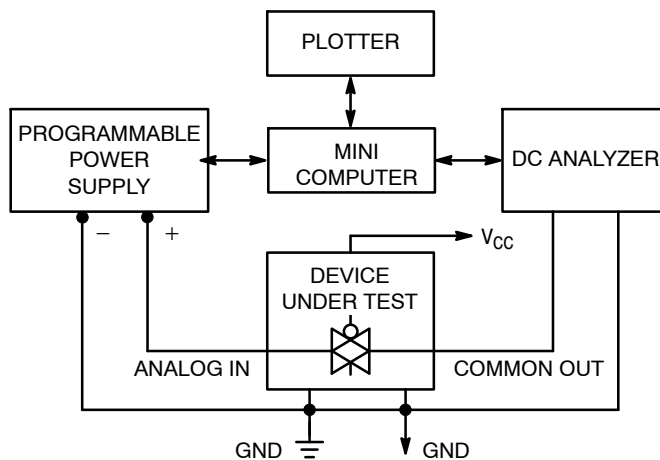 PLOTTER
PROGRAMMABLE
POWER
SUPPLY
MINI
COMPUTER
DC ANALYZER
− +
VCC
DEVICE
UNDER TEST
ANALOG IN
COMMON OUT
GND
GND